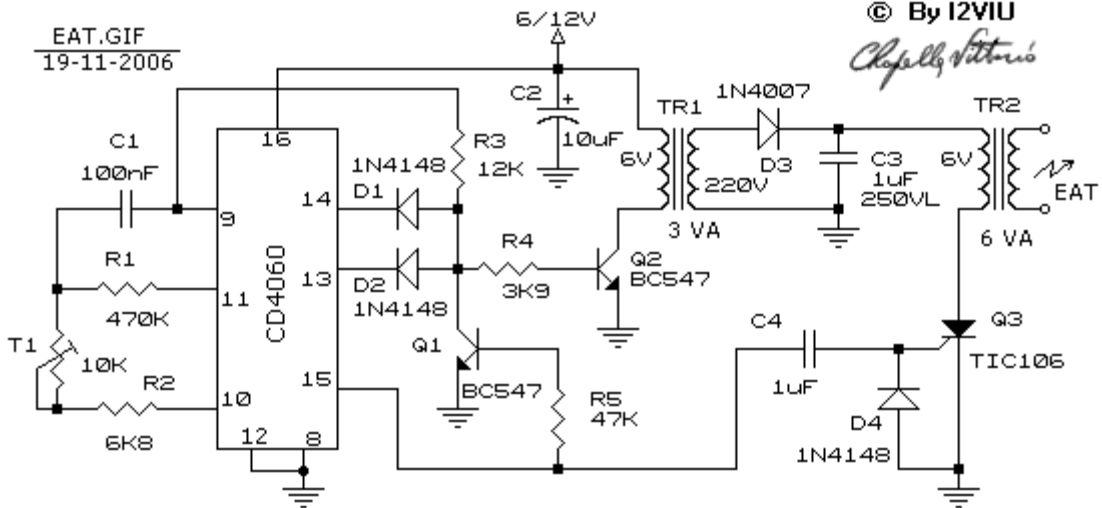 EAT.GIF
19-11-2006
6/12V
© By I2VIU
Chapelle Vittorio
C2
+
10uF
TR1
6V
220V
3 VA
1N4007
D3
C3
1uF
250VL
TR2
6V
EAT
6 VA
C1
100nF
R1
470K
T1
10K
R2
6K8
CD4060
16
9
14
11
13
15
10
12
8
R3
12K
1N4148
D1
D2
1N4148
R4
3K9
Q2
BC547
Q1
BC547
R5
47K
C4
1uF
D4
1N4148
Q3
TIC106